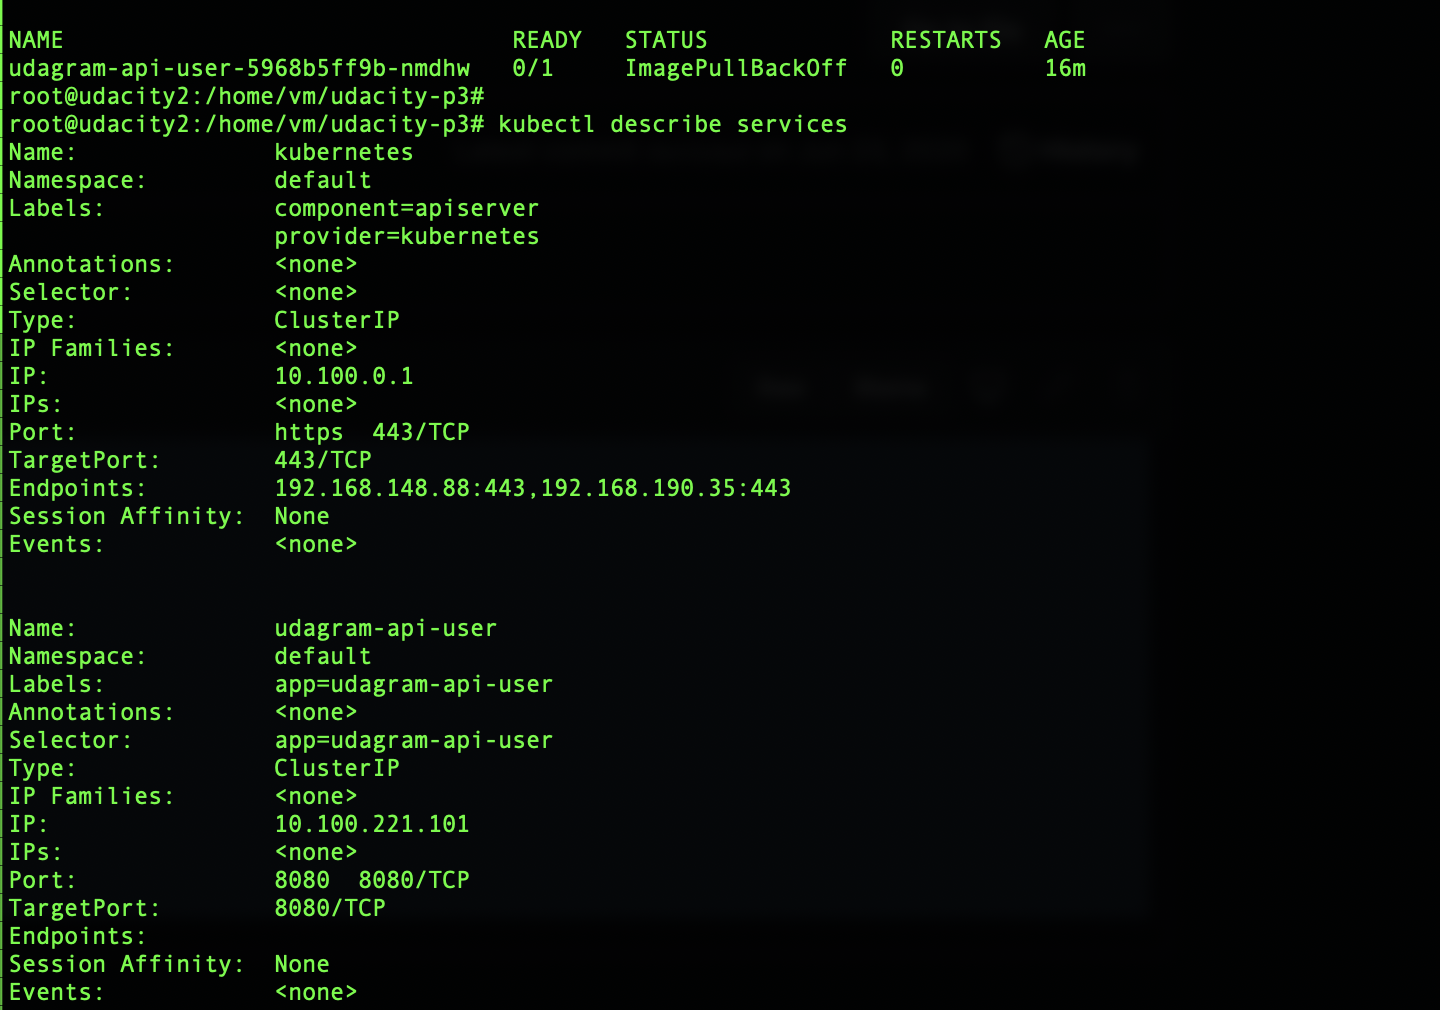 NAME                                READY   STATUS             RESTARTS   AGE
udagram-api-user-5968b5ff9b-nmdhw   0/1     ImagePullBackOff   0          16m
root@udacity2:/home/vm/udacity-p3#
root@udacity2:/home/vm/udacity-p3# kubectl describe services
Name:              kubernetes
Namespace:         default
Labels:            component=apiserver
                   provider=kubernetes
Annotations:       <none>
Selector:          <none>
Type:              ClusterIP
IP Families:       <none>
IP:                10.100.0.1
IPs:               <none>
Port:              https  443/TCP
TargetPort:        443/TCP
Endpoints:         192.168.148.88:443,192.168.190.35:443
Session Affinity:  None
Events:            <none>


Name:              udagram-api-user
Namespace:         default
Labels:            app=udagram-api-user
Annotations:       <none>
Selector:          app=udagram-api-user
Type:              ClusterIP
IP Families:       <none>
IP:                10.100.221.101
IPs:               <none>
Port:              8080  8080/TCP
TargetPort:        8080/TCP
Endpoints:
Session Affinity:  None
Events:            <none>